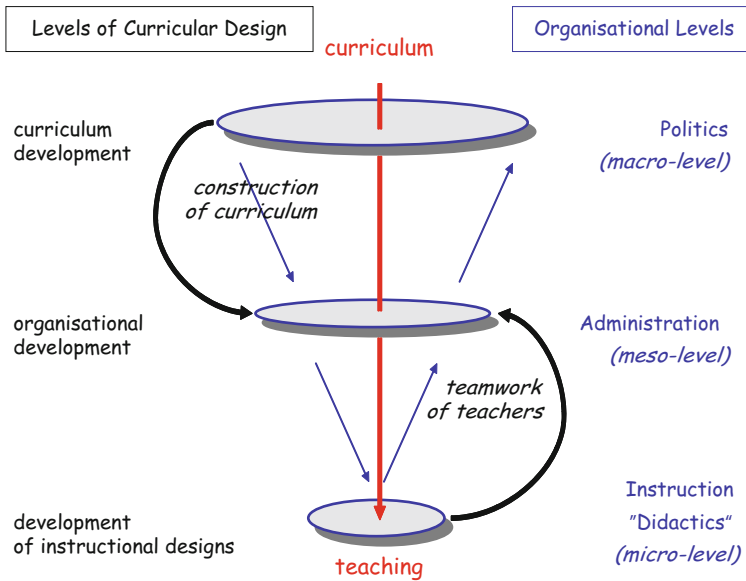 Levels of Curricular Design
Organisational Levels
curriculum
curriculum
development
Politics
(macro-level)
construction
of curriculum
organisational
development
Administration
(meso-level)
teamwork
of teachers
development
of instructional designs
Instruction
"Didactics“
(micro-level)
teaching